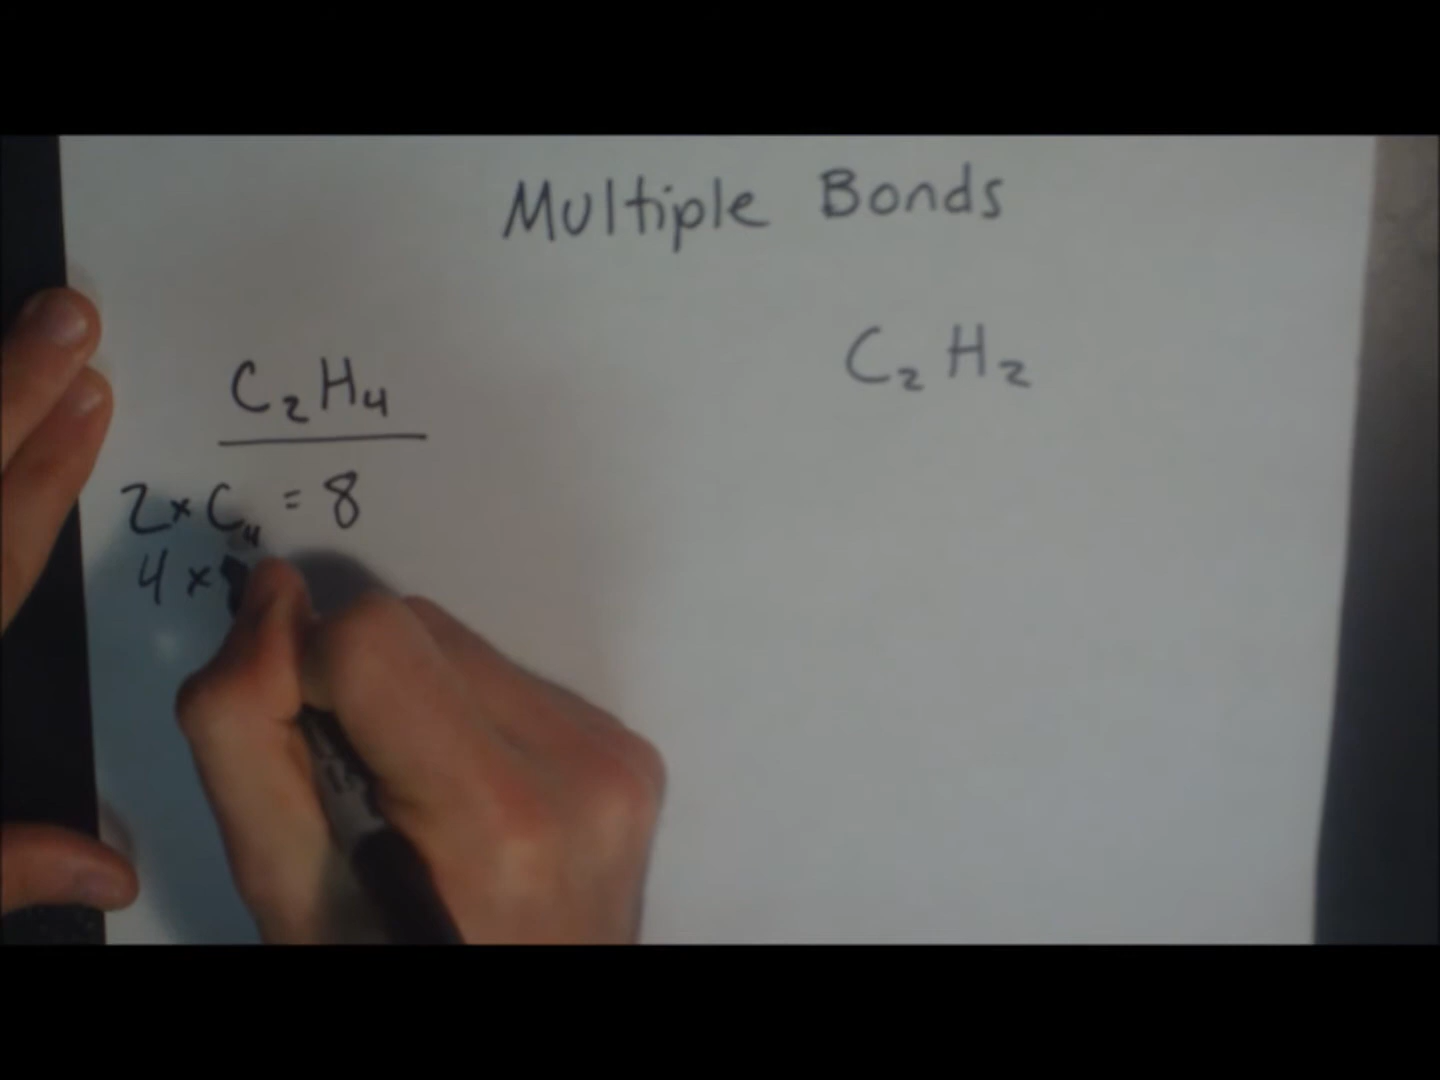 Multiple Bonds
C₂H₄
C₂H₂
2 × C₄ = 8
4 ×